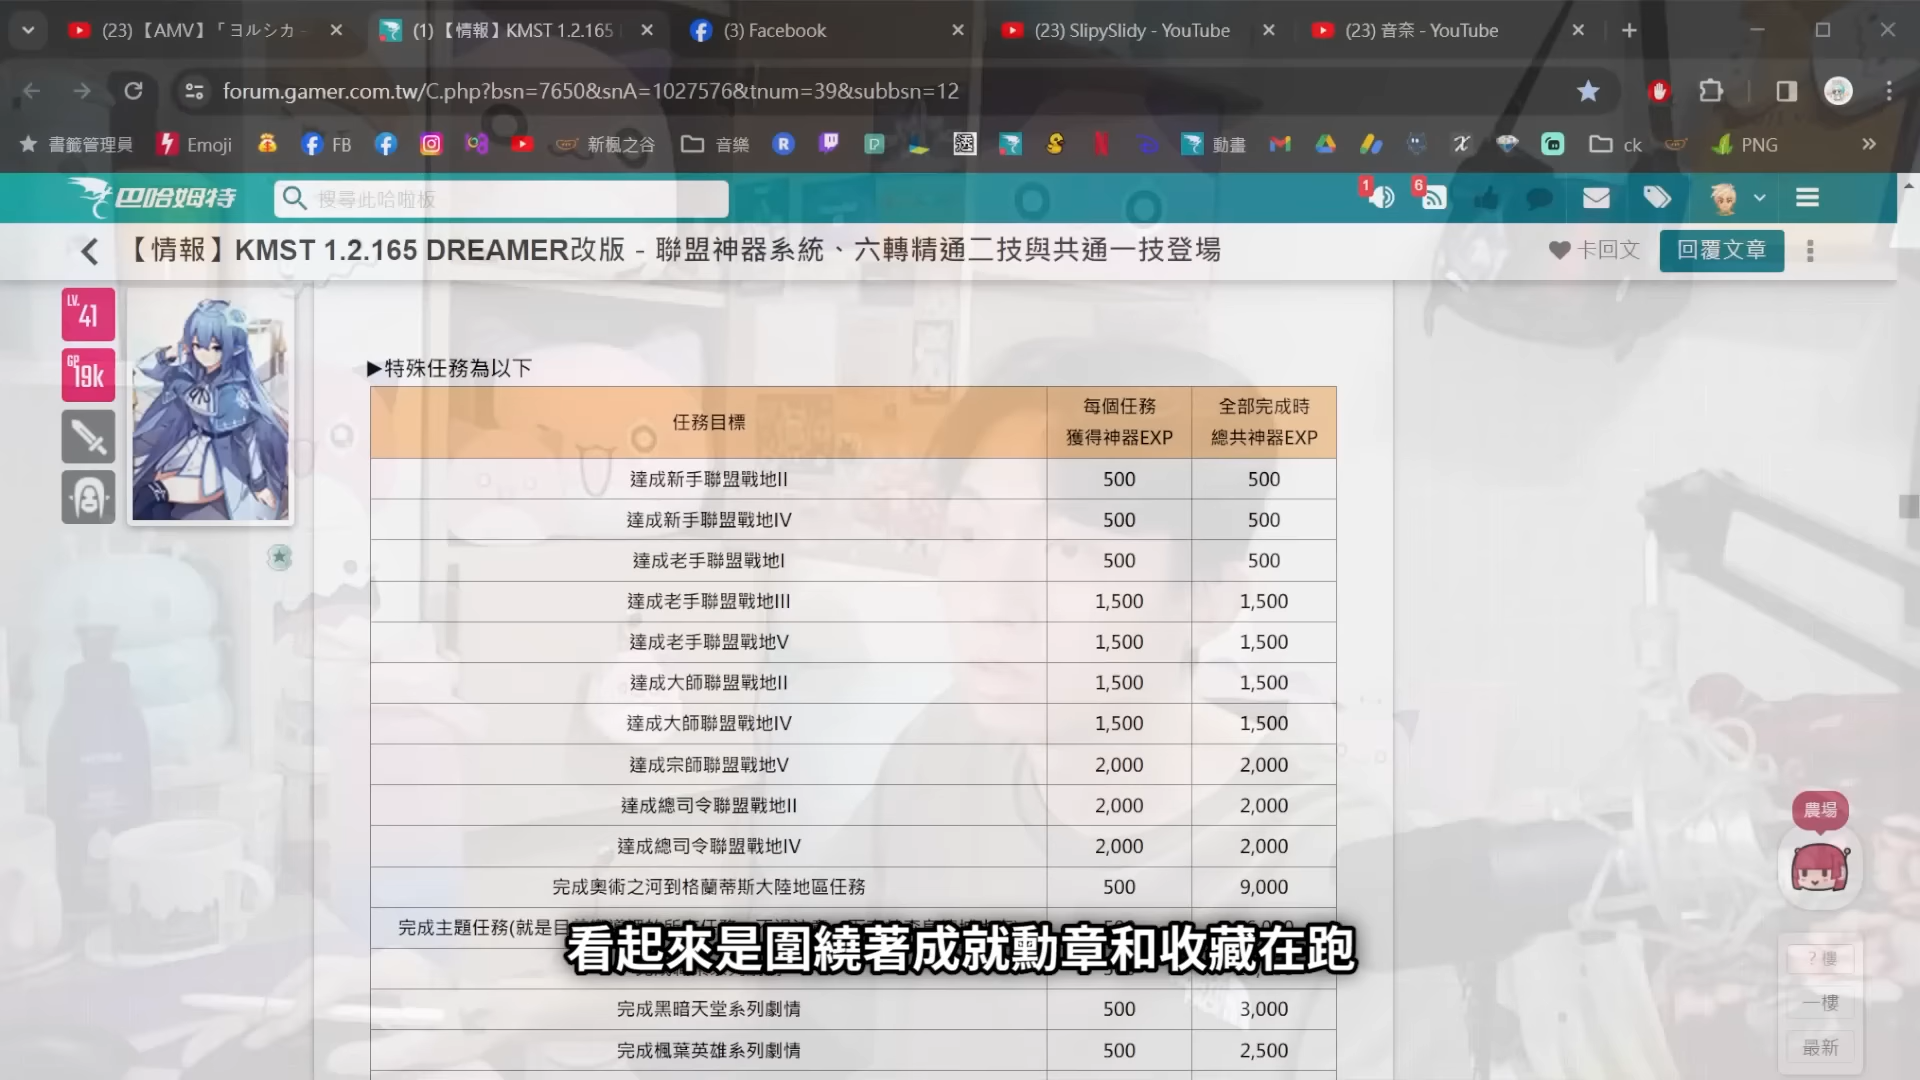 (23)【AMV】「ヨルシカ -
(1)【情報】KMST 1.2.165
(3) Facebook
(23) SlipySlidy - YouTube
(23) 音奈 - YouTube
forum.gamer.com.tw/C.php?bsn=7650&snA=1027576&tnum=39&subbsn=12
書籤管理員
Emoji
FB
新楓之谷
音樂
動畫
ck
PNG
巴哈姆特
搜尋此哈啦板
1
6
【情報】KMST 1.2.165 DREAMER改版 - 聯盟神器系統、六轉精通二技與共通一技登場
卡回文
回覆文章
LV.
41
GP
19k
▶特殊任務為以下
任務目標
每個任務
獲得神器EXP
全部完成時
總共神器EXP
達成新手聯盟戰地II 500 500
達成新手聯盟戰地IV 500 500
達成老手聯盟戰地I 500 500
達成老手聯盟戰地III 1,500 1,500
達成老手聯盟戰地V 1,500 1,500
達成大師聯盟戰地II 1,500 1,500
達成大師聯盟戰地IV 1,500 1,500
達成宗師聯盟戰地V 2,000 2,000
達成總司令聯盟戰地II 2,000 2,000
達成總司令聯盟戰地IV 2,000 2,000
完成奧術之河到格蘭蒂斯大陸地區任務 500 9,000
完成主題任務(就是目
看起來是圍繞著成就勳章和收藏在跑
完成黑暗天堂系列劇情 500 3,000
完成楓葉英雄系列劇情 500 2,500
農場
? 樓
一樓
最新